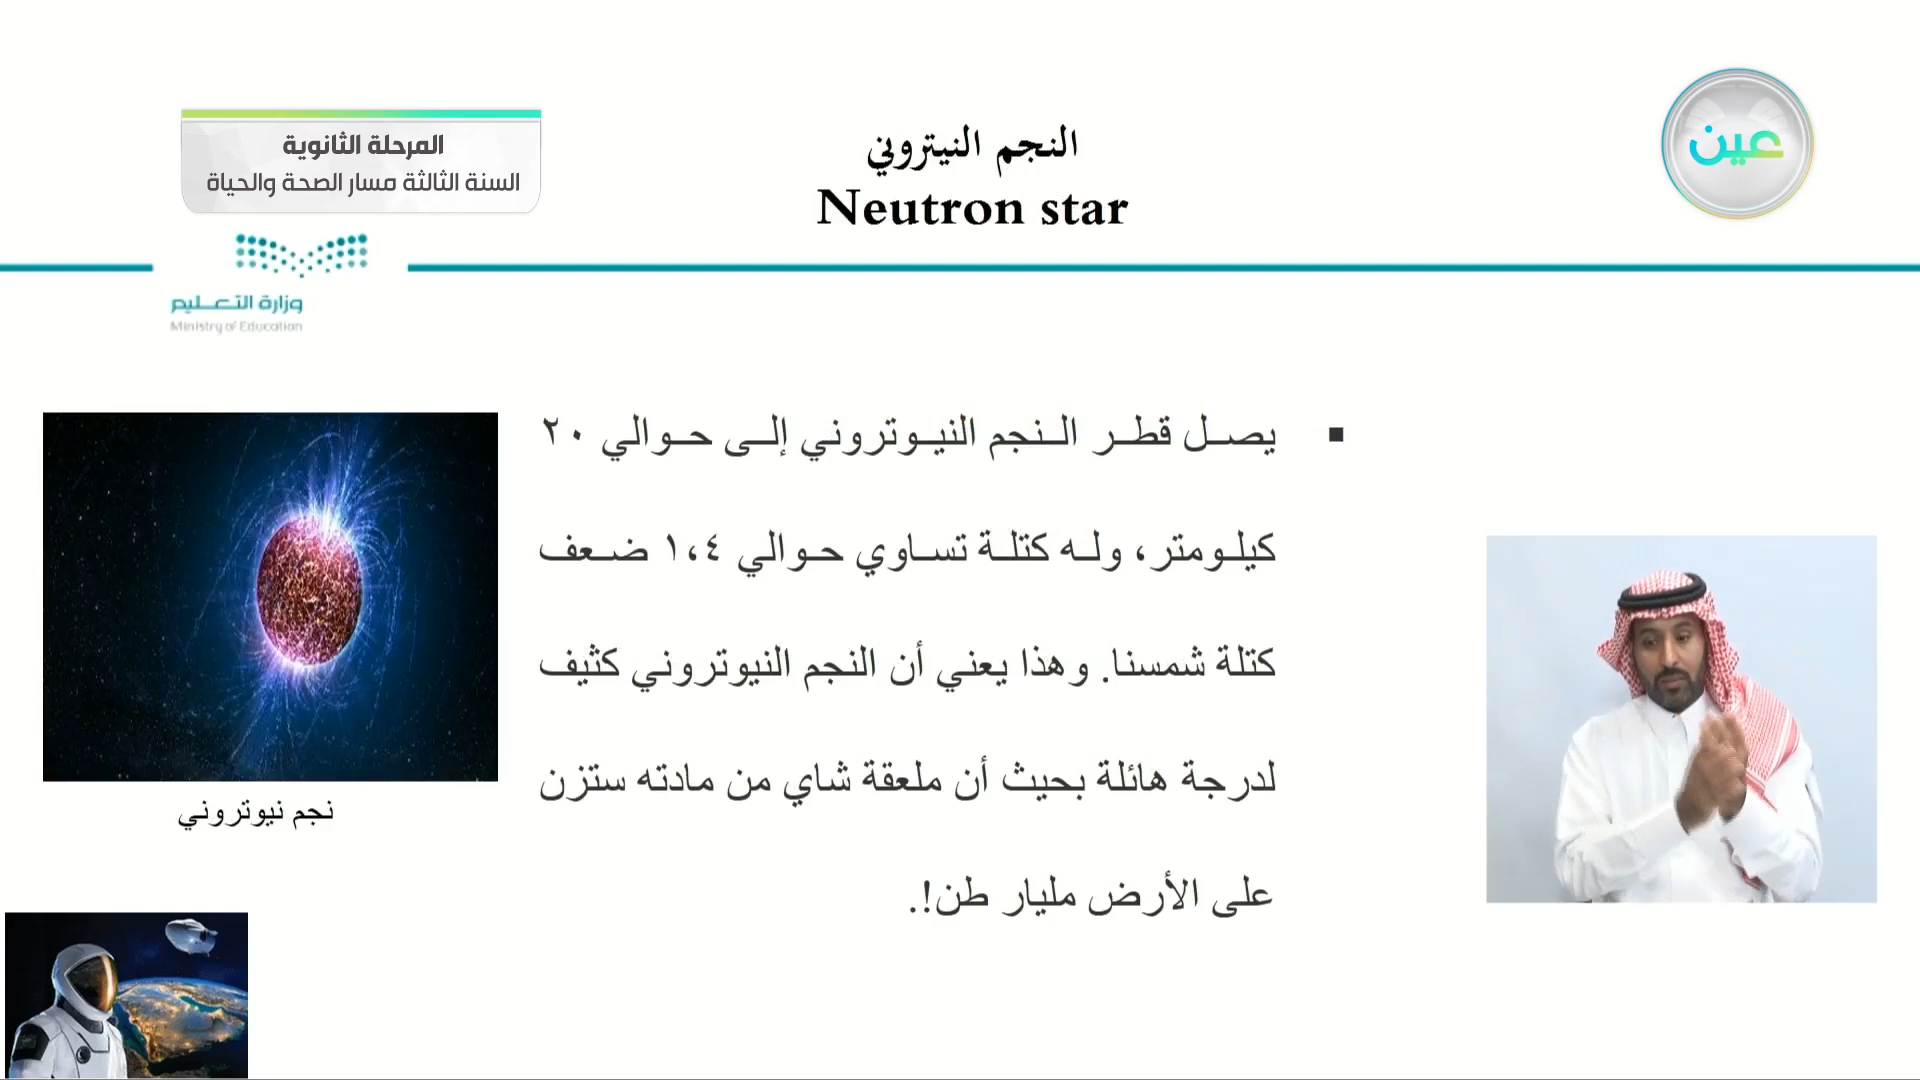 المرحلة الثانوية
السنة الثالثة مسار الصحة والحياة
النجم النيتروني
Neutron star
عين
وزارة التعليم
Ministry of Education
▪ يصل قطر النجم النيوتروني إلى حوالي ٢٠
كيلومتر، وله كتلة تساوي حوالي ١،٤ ضعف
كتلة شمسنا. وهذا يعني أن النجم النيوتروني كثيف
لدرجة هائلة بحيث أن ملعقة شاي من مادته ستزن
على الأرض مليار طن!.
نجم نيوتروني